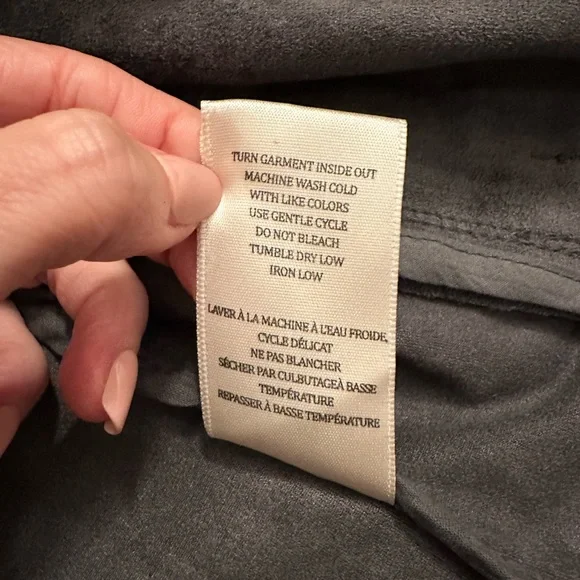 TURN GARMENT INSIDE OUT
MACHINE WASH COLD
WITH LIKE COLORS
USE GENTLE CYCLE
DO NOT BLEACH
TUMBLE DRY LOW
IRON LOW
LAVER À LA MACHINE À L'EAU FROIDE,
CYCLE DÉLICAT
NE PAS BLANCHER
SÉCHER PAR CULBUTAGEÀ BASSE
TEMPÉRATURE
REPASSER À BASSE TEMPÉRATURE